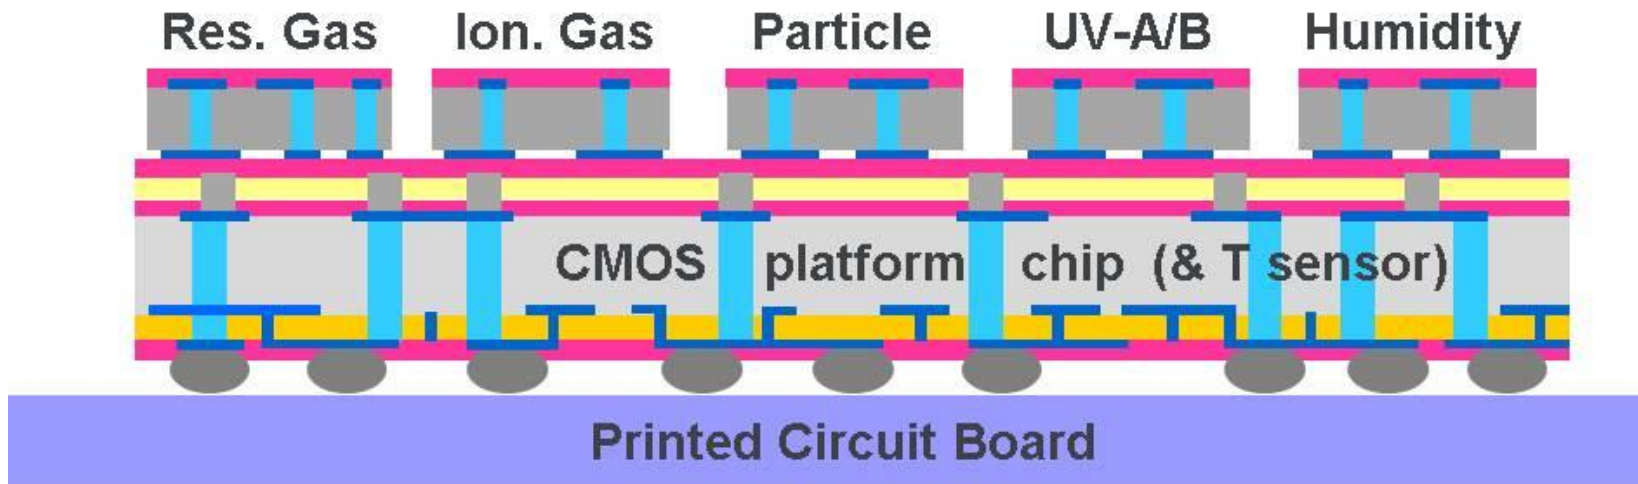 Res. Gas Ion. Gas Particle UV-A/B Humidity
CMOS platform chip (& T sensor)
Printed Circuit Board